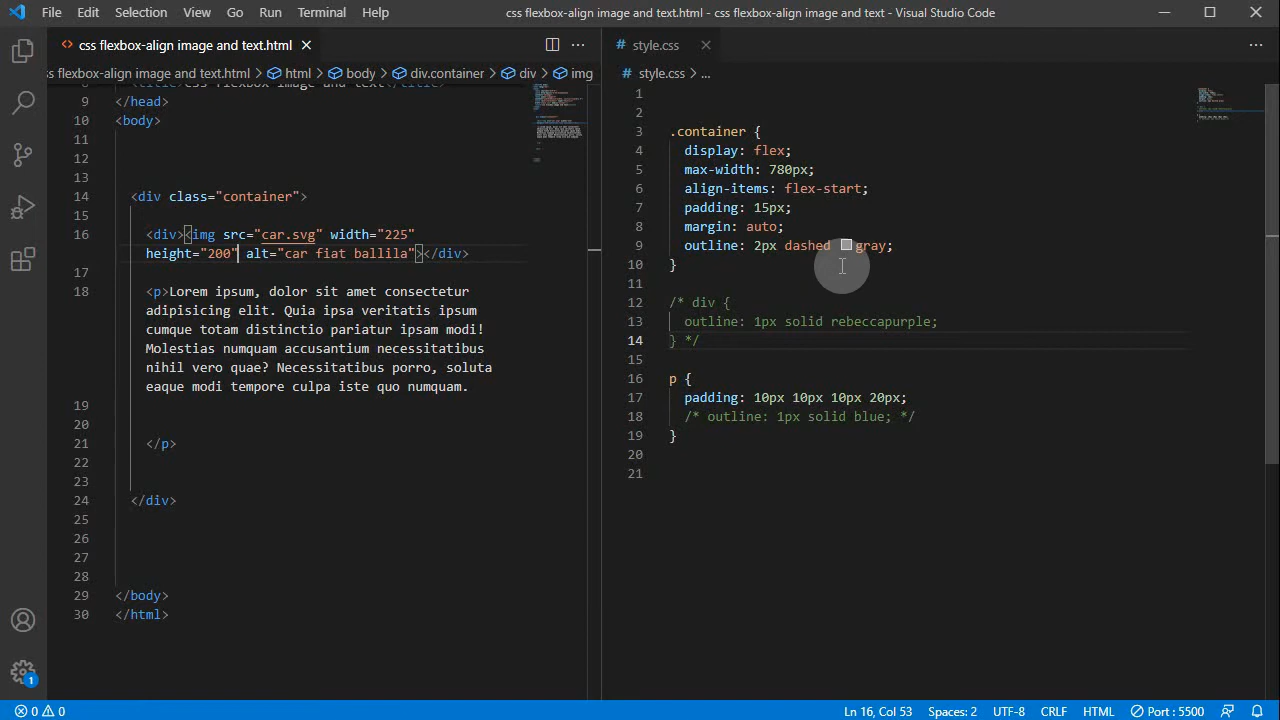 File Edit Selection View Go Run Terminal Help
css flexbox-align image and text.html - css flexbox-align image and text - Visual Studio Code
css flexbox-align image and text.html
css flexbox-align image and text.html > html > body > div.container > div > img
8 <title>css flexbox image and text</title>
9 </head>
10 <body>
11
12
13
14 <div class="container">
15
16 <div><img src="car.svg" width="225"
height="200" alt="car fiat ballila"></div>
17
18 <p>Lorem ipsum, dolor sit amet consectetur
adipisicing elit. Quia ipsa veritatis ipsum
cumque totam distinctio pariatur ipsam modi!
Molestias numquam accusantium necessitatibus
nihil vero quae? Necessitatibus porro, soluta
eaque modi tempore culpa iste quo numquam.
19
20
21 </p>
22
23
24 </div>
25
26
27
28
29 </body>
30 </html>
# style.css
# style.css > ...
1
2
3 .container {
4 display: flex;
5 max-width: 780px;
6 align-items: flex-start;
7 padding: 15px;
8 margin: auto;
9 outline: 2px dashed gray;
10 }
11
12 /* div {
13 outline: 1px solid rebeccapurple;
14 } */
15
16 p {
17 padding: 10px 10px 10px 20px;
18 /* outline: 1px solid blue; */
19 }
20
21
1
0 0
Ln 16, Col 53 Spaces: 2 UTF-8 CRLF HTML Port : 5500